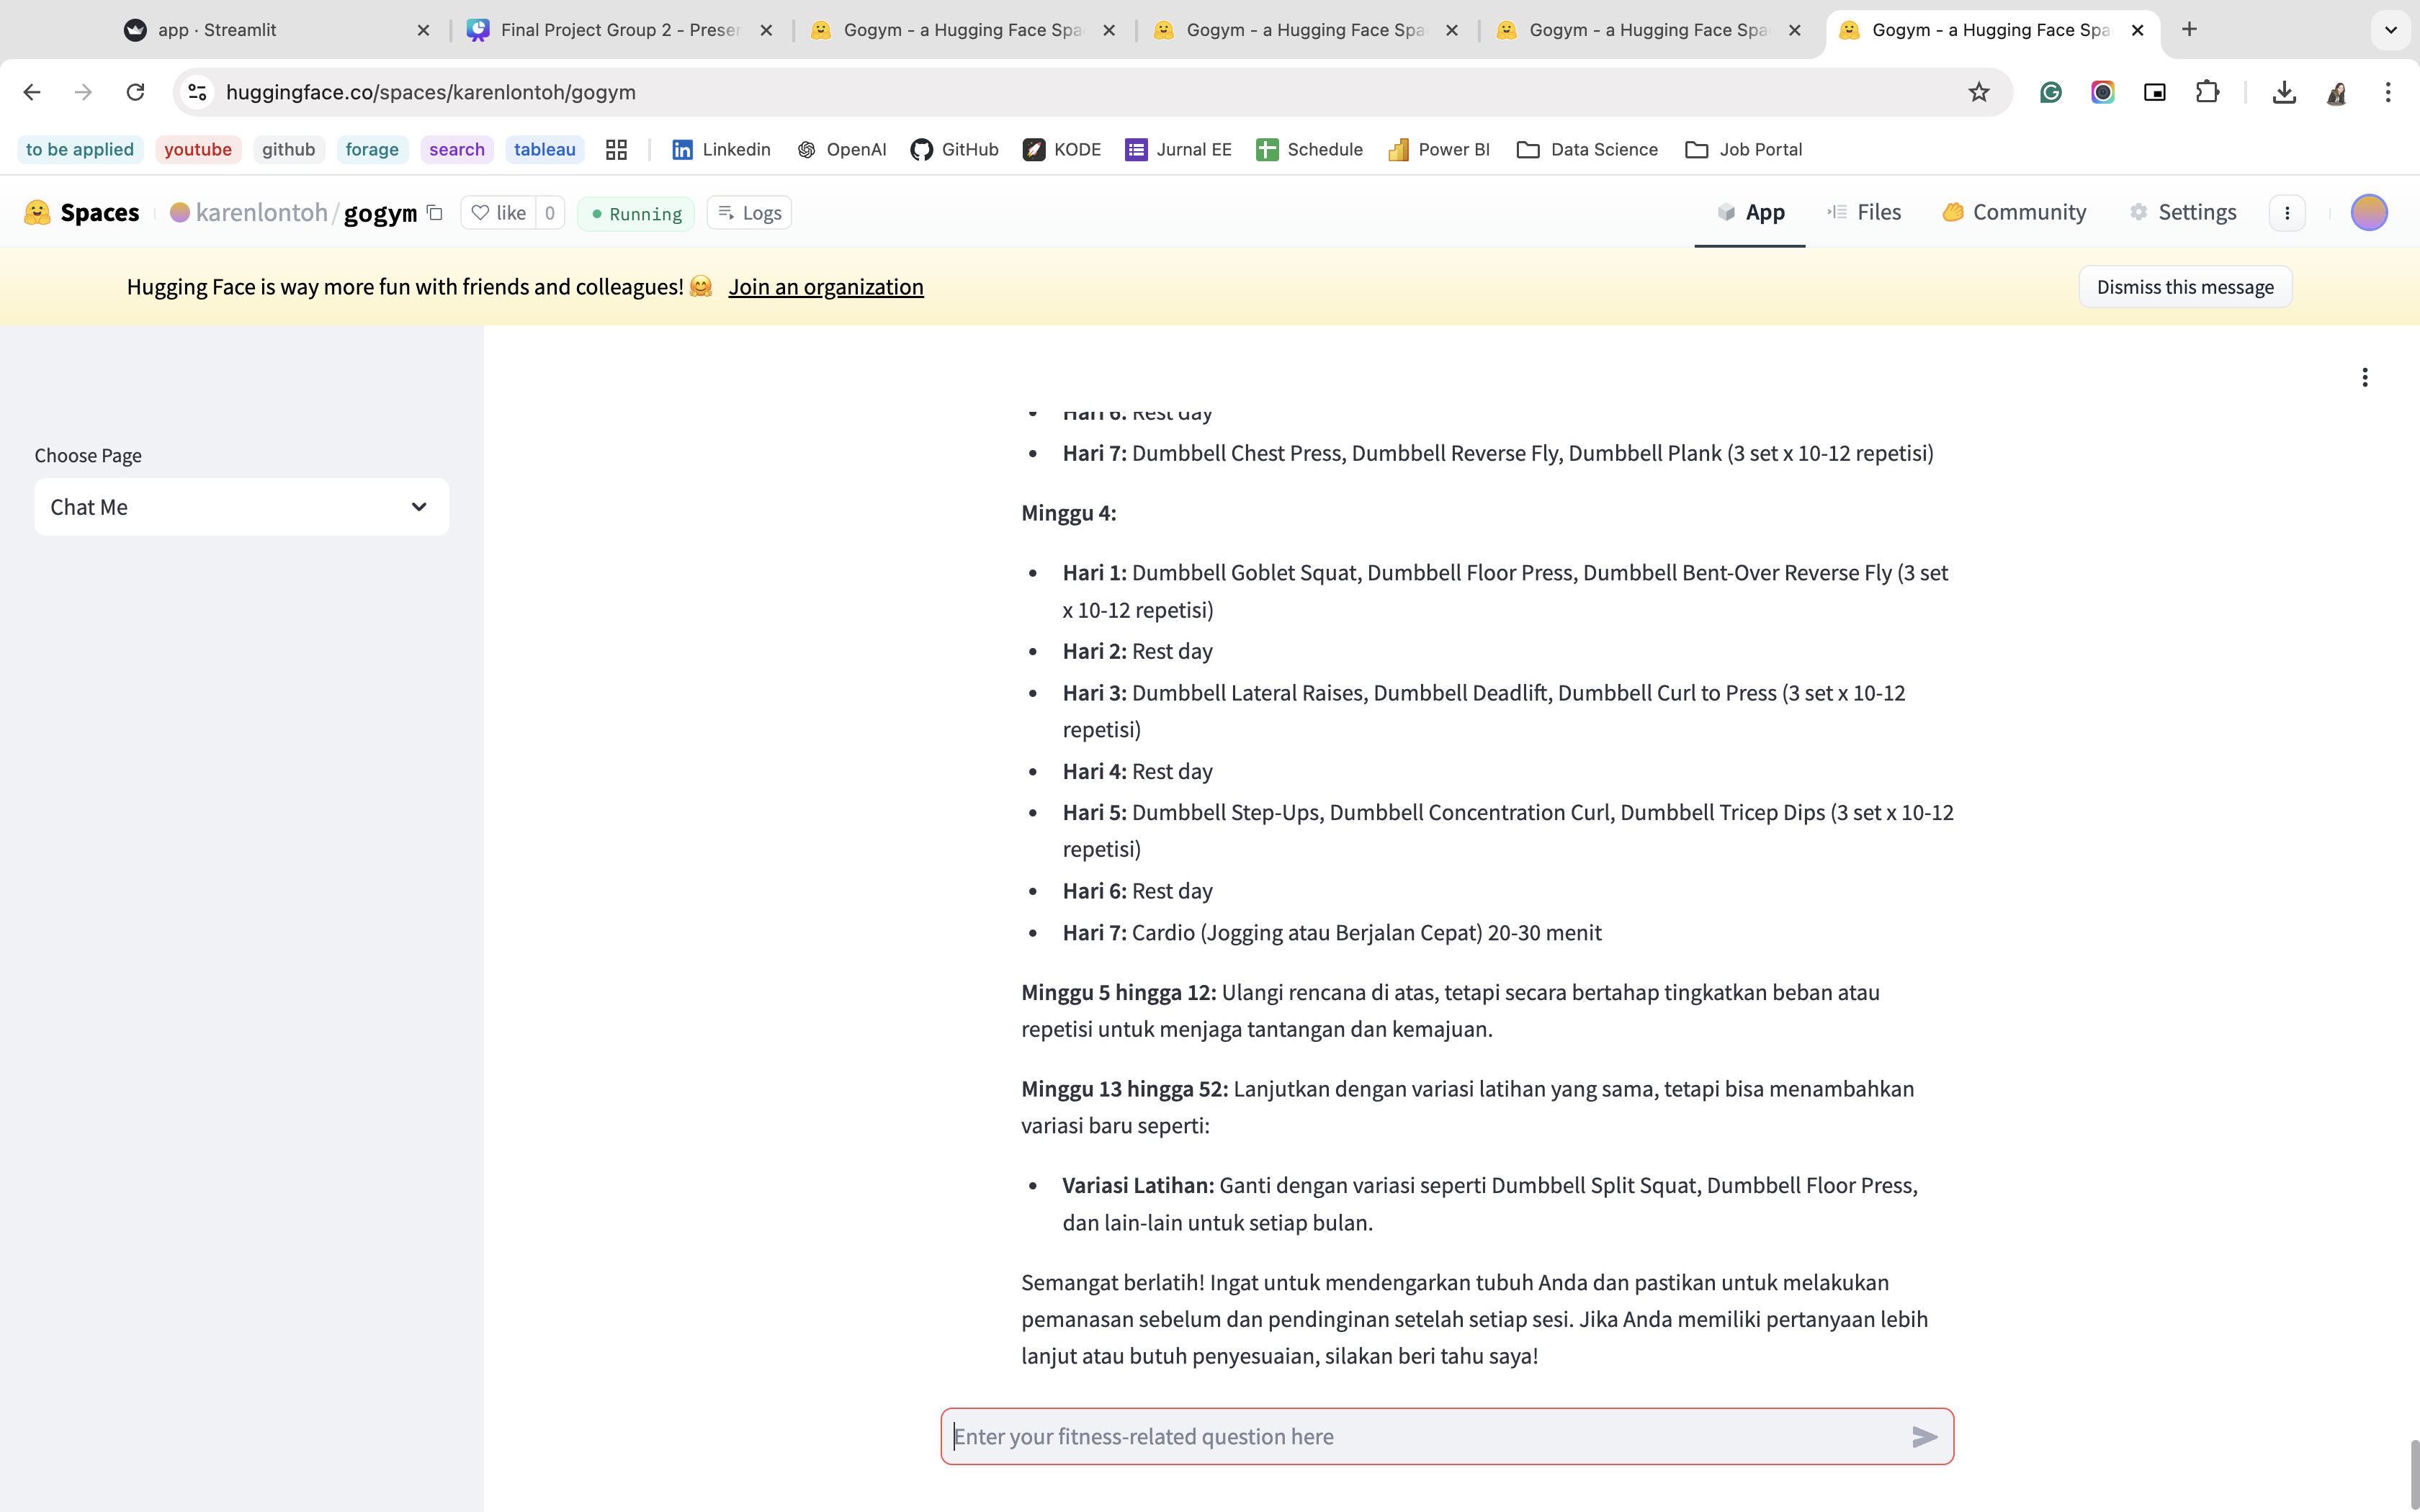 app · Streamlit
Final Project Group 2 - Preser
Gogym - a Hugging Face Spa
Gogym - a Hugging Face Spa
Gogym - a Hugging Face Spa
Gogym - a Hugging Face Spa
huggingface.co/spaces/karenlontoh/gogym
to be applied youtube github forage search tableau Linkedin OpenAI GitHub KODE Jurnal EE Schedule Power BI Data Science Job Portal
Spaces karenlontoh/gogym like 0 Running Logs App Files Community Settings
Hugging Face is way more fun with friends and colleagues! 🤗 Join an organization Dismiss this message
Choose Page
Chat Me
• Hari 6: Rest day
• Hari 7: Dumbbell Chest Press, Dumbbell Reverse Fly, Dumbbell Plank (3 set x 10-12 repetisi)
Minggu 4:
• Hari 1: Dumbbell Goblet Squat, Dumbbell Floor Press, Dumbbell Bent-Over Reverse Fly (3 set
x 10-12 repetisi)
• Hari 2: Rest day
• Hari 3: Dumbbell Lateral Raises, Dumbbell Deadlift, Dumbbell Curl to Press (3 set x 10-12
repetisi)
• Hari 4: Rest day
• Hari 5: Dumbbell Step-Ups, Dumbbell Concentration Curl, Dumbbell Tricep Dips (3 set x 10-12
repetisi)
• Hari 6: Rest day
• Hari 7: Cardio (Jogging atau Berjalan Cepat) 20-30 menit
Minggu 5 hingga 12: Ulangi rencana di atas, tetapi secara bertahap tingkatkan beban atau
repetisi untuk menjaga tantangan dan kemajuan.
Minggu 13 hingga 52: Lanjutkan dengan variasi latihan yang sama, tetapi bisa menambahkan
variasi baru seperti:
• Variasi Latihan: Ganti dengan variasi seperti Dumbbell Split Squat, Dumbbell Floor Press,
dan lain-lain untuk setiap bulan.
Semangat berlatih! Ingat untuk mendengarkan tubuh Anda dan pastikan untuk melakukan
pemanasan sebelum dan pendinginan setelah setiap sesi. Jika Anda memiliki pertanyaan lebih
lanjut atau butuh penyesuaian, silakan beri tahu saya!
Enter your fitness-related question here